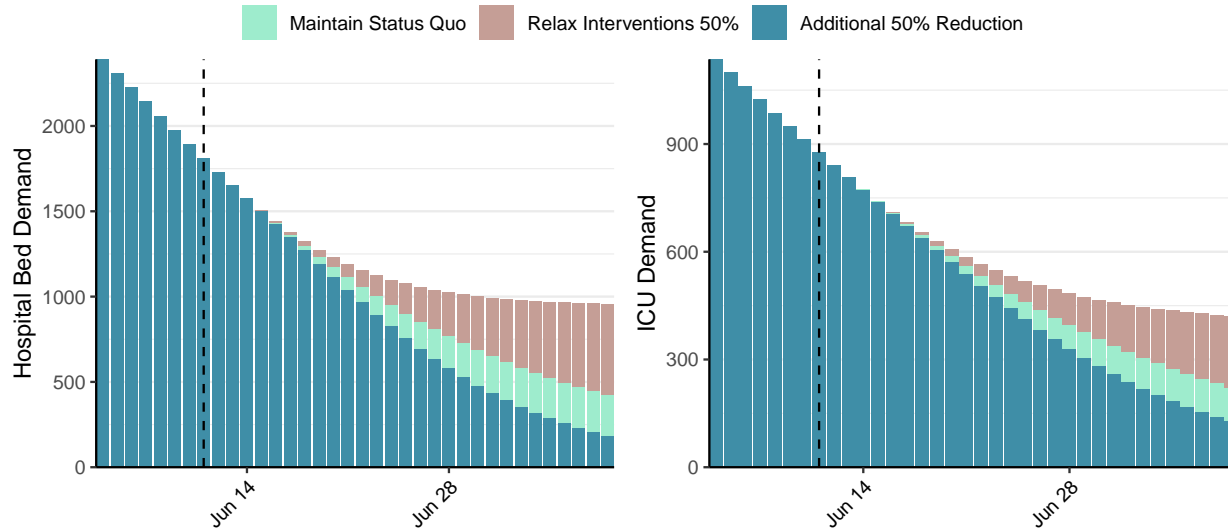 Maintain Status Quo Relax Interventions 50% Additional 50% Reduction
Hospital Bed Demand
2000
1500
1000
500
0
Jun 14
Jun 28
ICU Demand
900
600
300
0
Jun 14
Jun 28